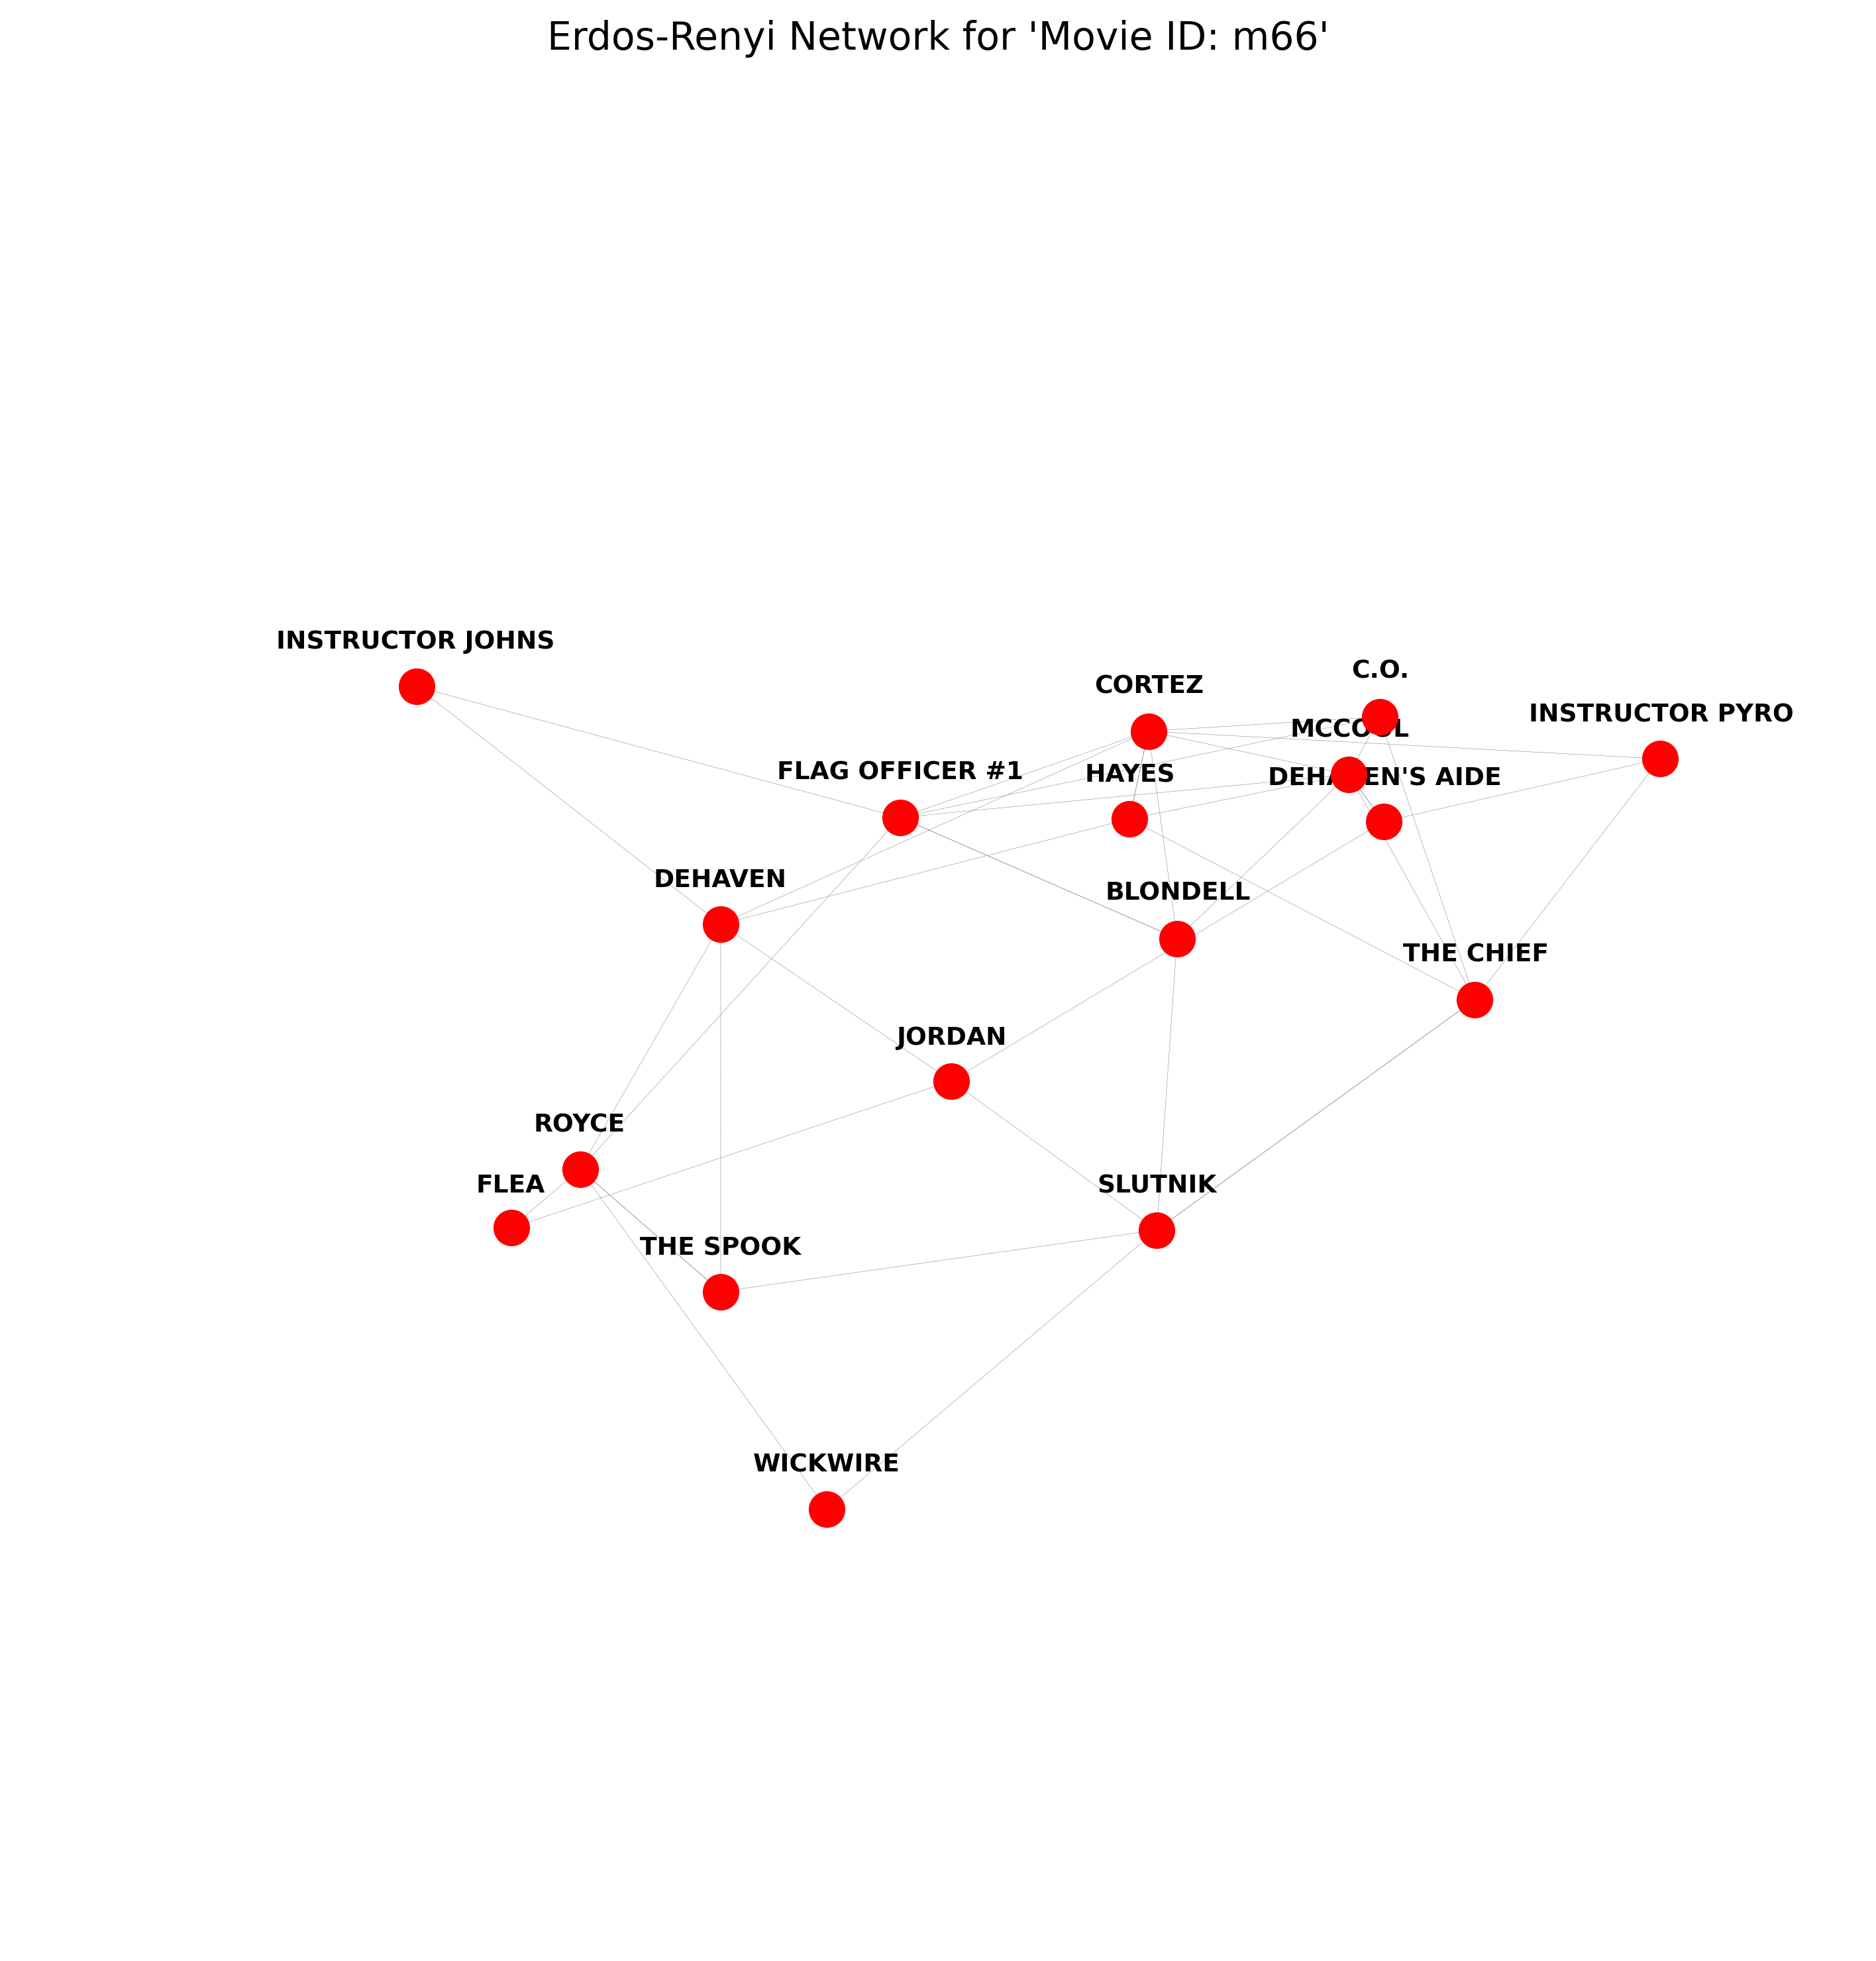 Erdos-Renyi Network for 'Movie ID: m66'
INSTRUCTOR JOHNS
C.O.
CORTEZ
INSTRUCTOR PYRO
MCCOOL
FLAG OFFICER #1
HAYES
DEHAVEN'S AIDE
DEHAVEN
BLONDELL
THE CHIEF
JORDAN
ROYCE
FLEA
SLUTNIK
THE SPOOK
WICKWIRE